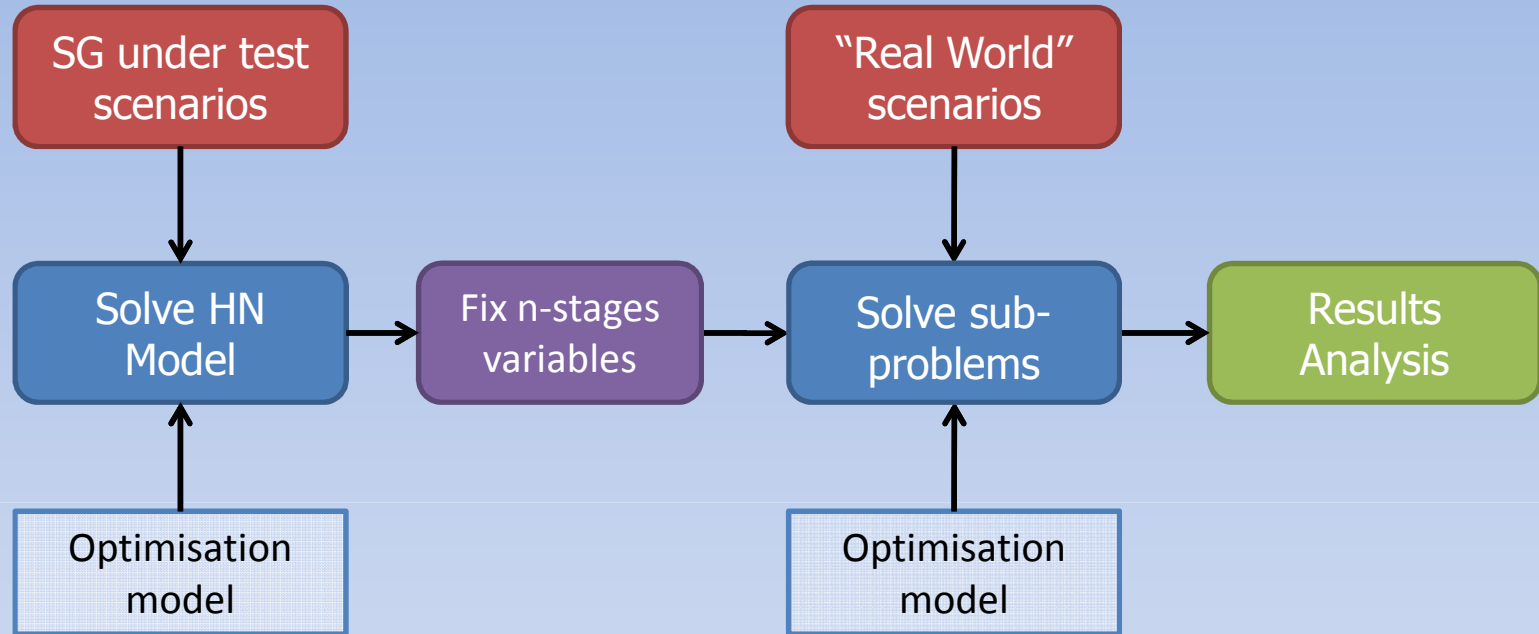 SG under test
scenarios
“Real World”
scenarios
Solve HN
Model
Fix n-stages
variables
Solve sub-
problems
Results
Analysis
Optimisation
model
Optimisation
model